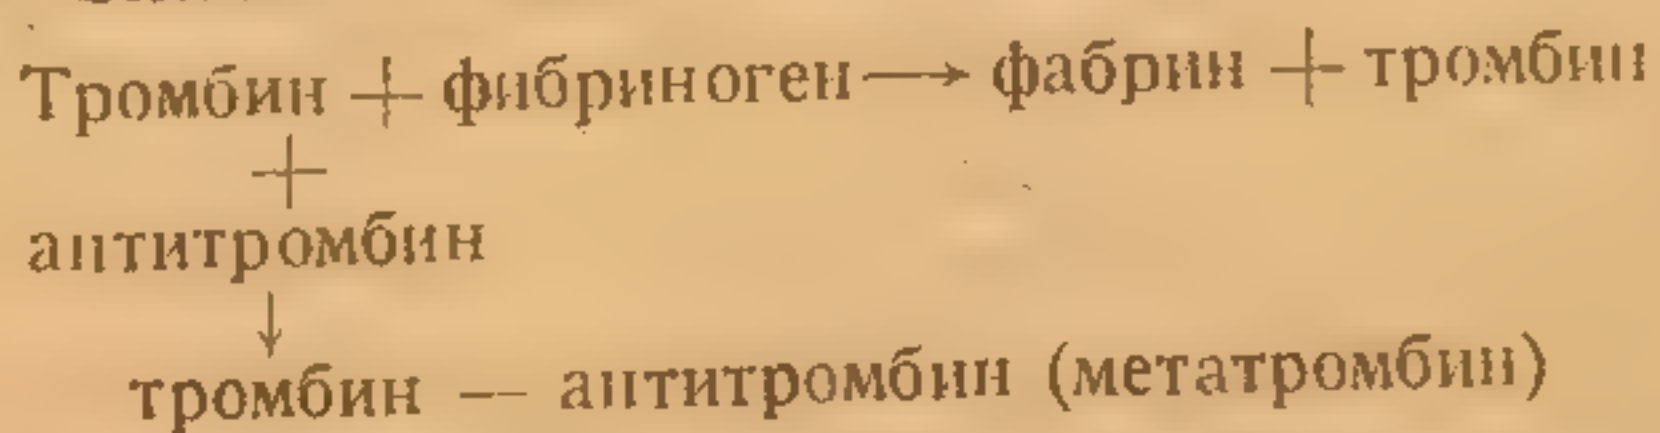 Тромбин + фибриноген → фабрин + тромбин
+
антитромбин
↓
тромбин — антитромбин (метатромбин)